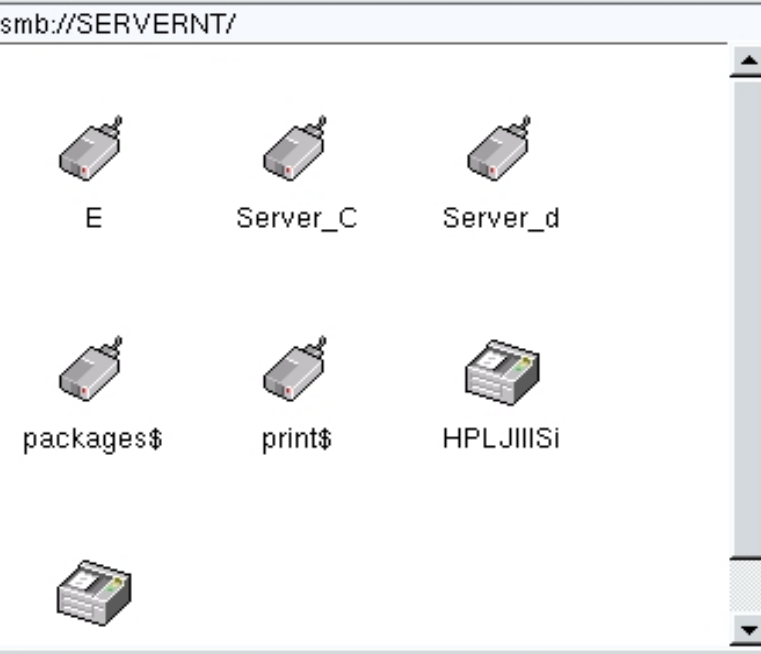 smb://SERVERNT/
E
Server_C
Server_d
packages$
print$
HPLJIIISi